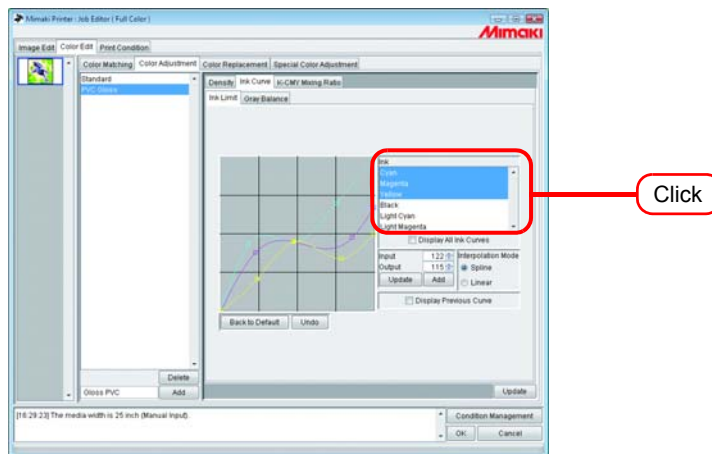 Mimaki Printer : Job Editor ( Full Color )
Mimaki
Image Edit Color Edit Print Condition
Color Matching Color Adjustment Color Replacement Special Color Adjustment
Standard
PVC Gloss
Density Ink Curve K-CMY Mixing Ratio
Ink Limit Gray Balance
Ink
Cyan
Magenta
Yellow
Black
Light Cyan
Light Magenta
Click
Display All Ink Curves
Input 122 Interpolation Mode
Output 115 Spline
Update Add Linear
Display Previous Curve
Back to Default Undo
Delete
Gloss PVC Add Update
[16:29:23] The media width is 25 inch (Manual Input). Condition Management
OK Cancel